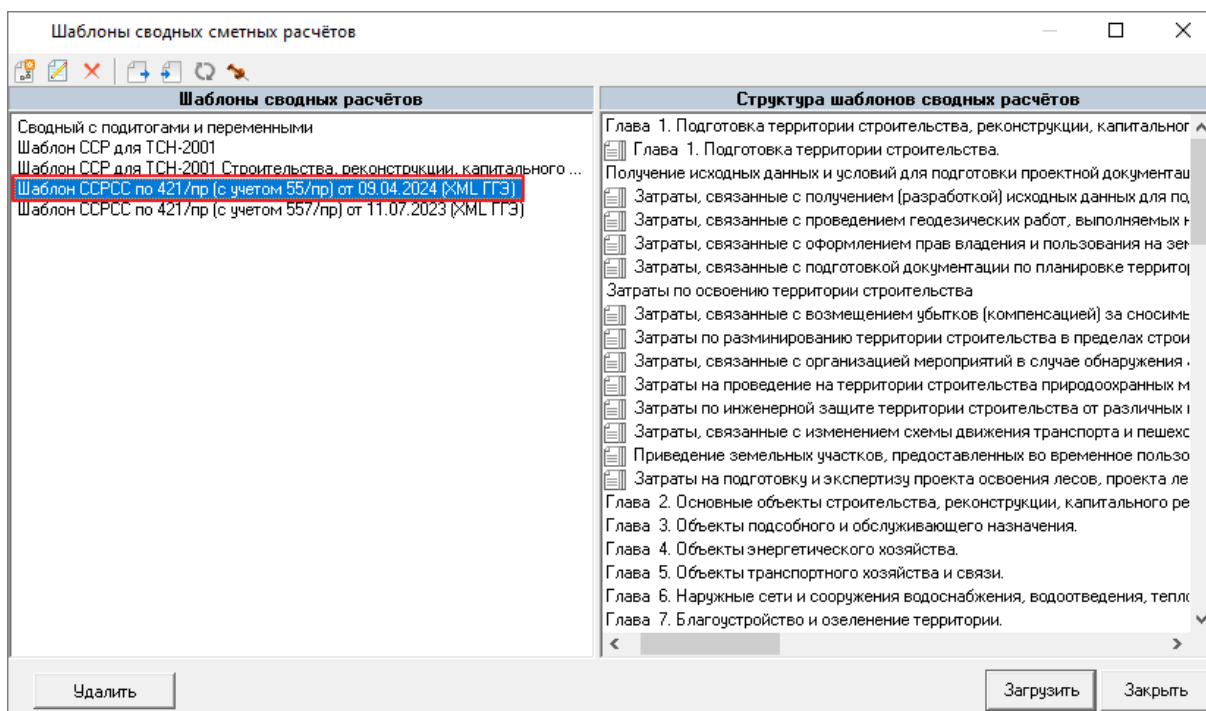 Шаблоны сводных сметных расчётов
Шаблоны сводных расчётов
Сводный с подитогами и переменными
Шаблон ССР для ТСН-2001
Шаблон ССР для ТСН-2001 Строительства, реконструкции, капитального ...
Шаблон ССРСС по 421/пр (с учетом 55/пр) от 09.04.2024 (XML ГГЭ)
Шаблон ССРСС по 421/пр (с учетом 557/пр) от 11.07.2023 (XML ГГЭ)
Структура шаблонов сводных расчётов
Глава 1. Подготовка территории строительства, реконструкции, капитальног
Глава 1. Подготовка территории строительства.
Получение исходных данных и условий для подготовки проектной документац
Затраты, связанные с получением (разработкой) исходных данных для по
Затраты, связанные с проведением геодезических работ, выполняемых
Затраты, связанные с оформлением прав владения и пользования на зе
Затраты, связанные с подготовкой документации по планировке террито
Затраты по освоению территории строительства
Затраты, связанные с возмещением убытков (компенсацией) за сносимы
Затраты по разминированию территории строительства в пределах строи
Затраты, связанные с организацией мероприятий в случае обнаружения
Затраты на проведение на территории строительства природоохранных м
Затраты по инженерной защите территории строительства от различных
Затраты, связанные с изменением схемы движения транспорта и пешехо
Приведение земельных участков, предоставленных во временное пользо
Затраты на подготовку и экспертизу проекта освоения лесов, проекта ле
Глава 2. Основные объекты строительства, реконструкции, капитального ре
Глава 3. Объекты подсобного и обслуживающего назначения.
Глава 4. Объекты энергетического хозяйства.
Глава 5. Объекты транспортного хозяйства и связи.
Глава 6. Наружные сети и сооружения водоснабжения, водоотведения, тепло
Глава 7. Благоустройство и озеленение территории.
Удалить
Загрузить
Закрыть